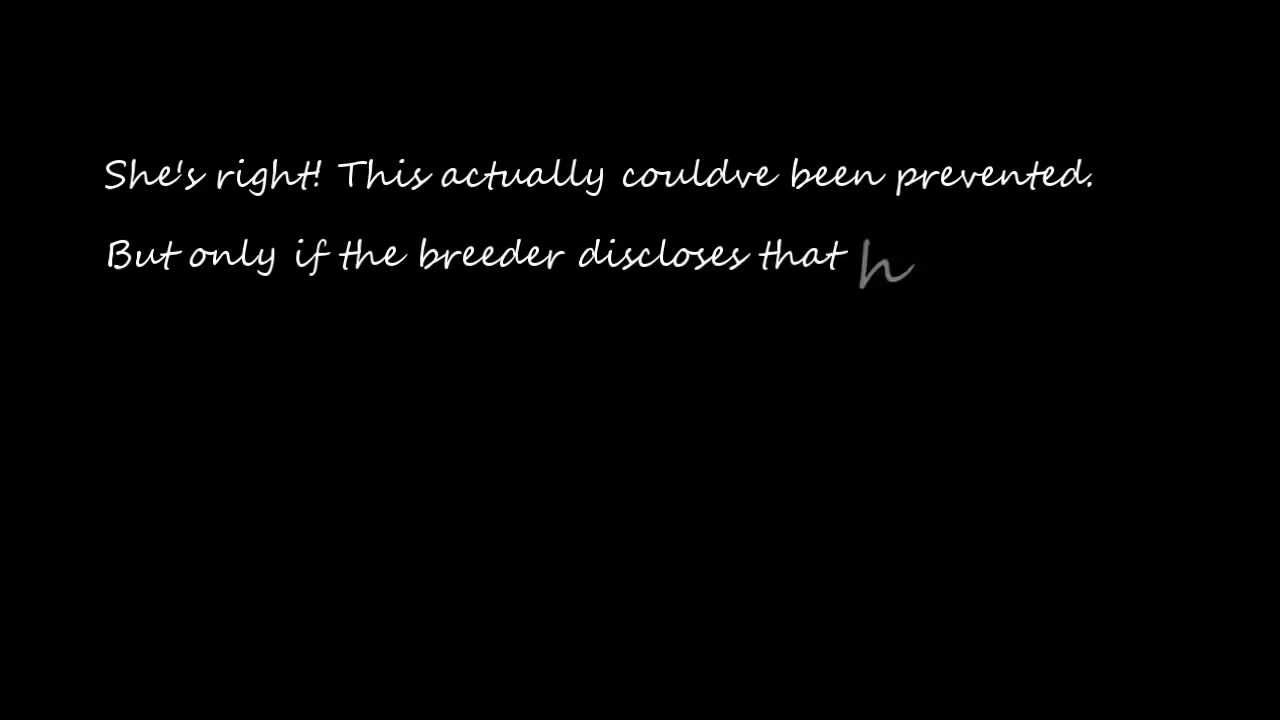 She's right! This actually couldve been prevented.
But only if the breeder discloses that h